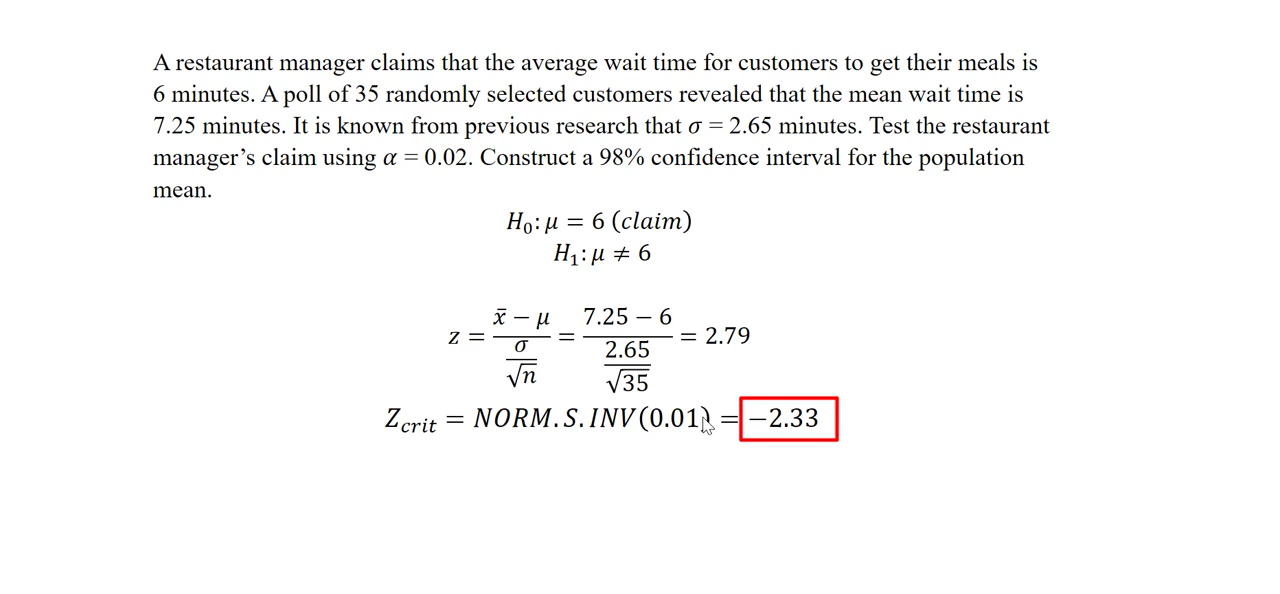 A restaurant manager claims that the average wait time for customers to get their meals is
6 minutes. A poll of 35 randomly selected customers revealed that the mean wait time is
7.25 minutes. It is known from previous research that σ = 2.65 minutes. Test the restaurant
manager’s claim using α = 0.02. Construct a 98% confidence interval for the population
mean.
H₀: μ = 6 (claim)
H₁: μ ≠ 6
z = (x̄ − μ)/(σ/√n) = (7.25 − 6)/(2.65/√35) = 2.79
Z_crit = NORM.S.INV(0.01) = −2.33